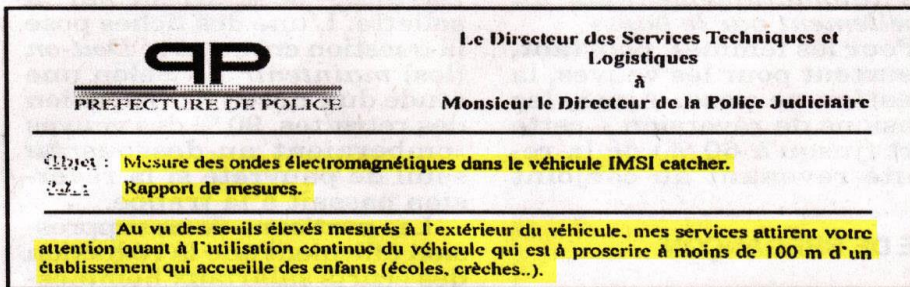 Le Directeur des Services Techniques et
Logistiques
à
Monsieur le Directeur de la Police Judiciaire
PREFECTURE DE POLICE
Objet : Mesure des ondes électromagnétiques dans le véhicule IMSI catcher.
P.J. : Rapport de mesures.
Au vu des seuils élevés mesurés à l'extérieur du véhicule, mes services attirent votre
attention quant à l'utilisation continue du véhicule qui est à proscrire à moins de 100 m d'un
établissement qui accueille des enfants (écoles, crèches..).